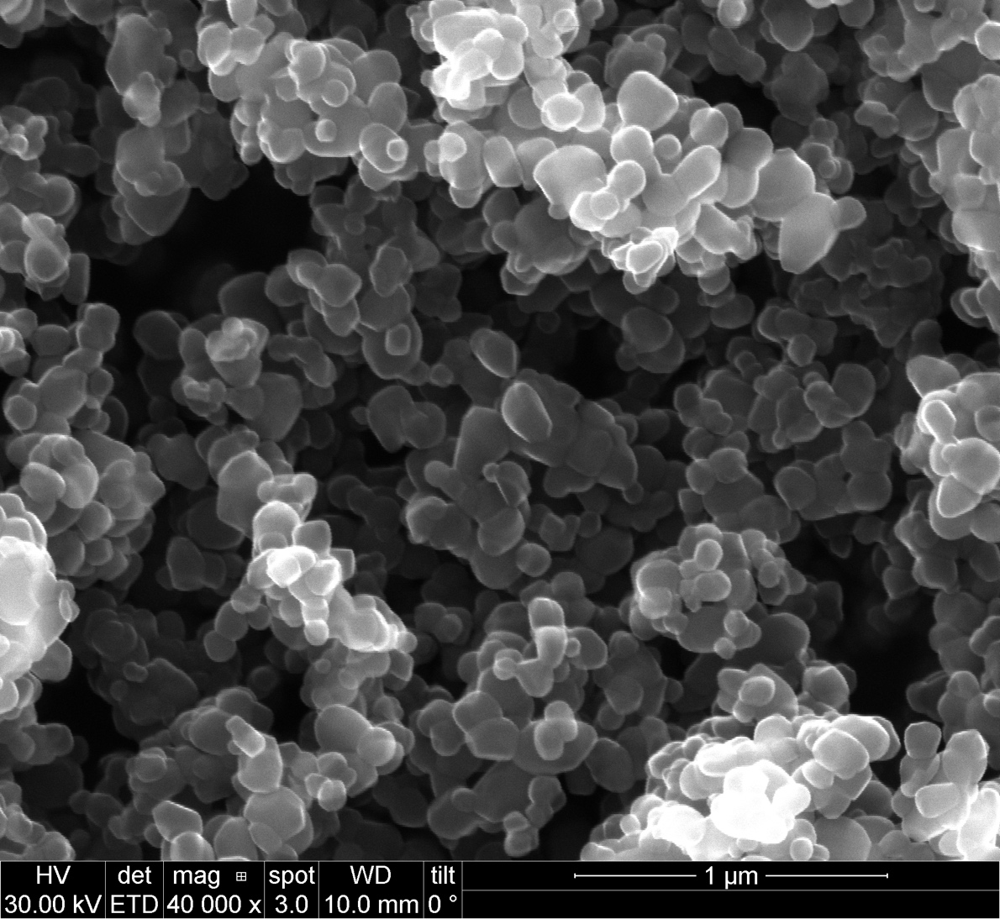 HV det mag ⊞ spot WD tilt
30.00 kV ETD 40 000 x 3.0 10.0 mm 0 °
1 µm